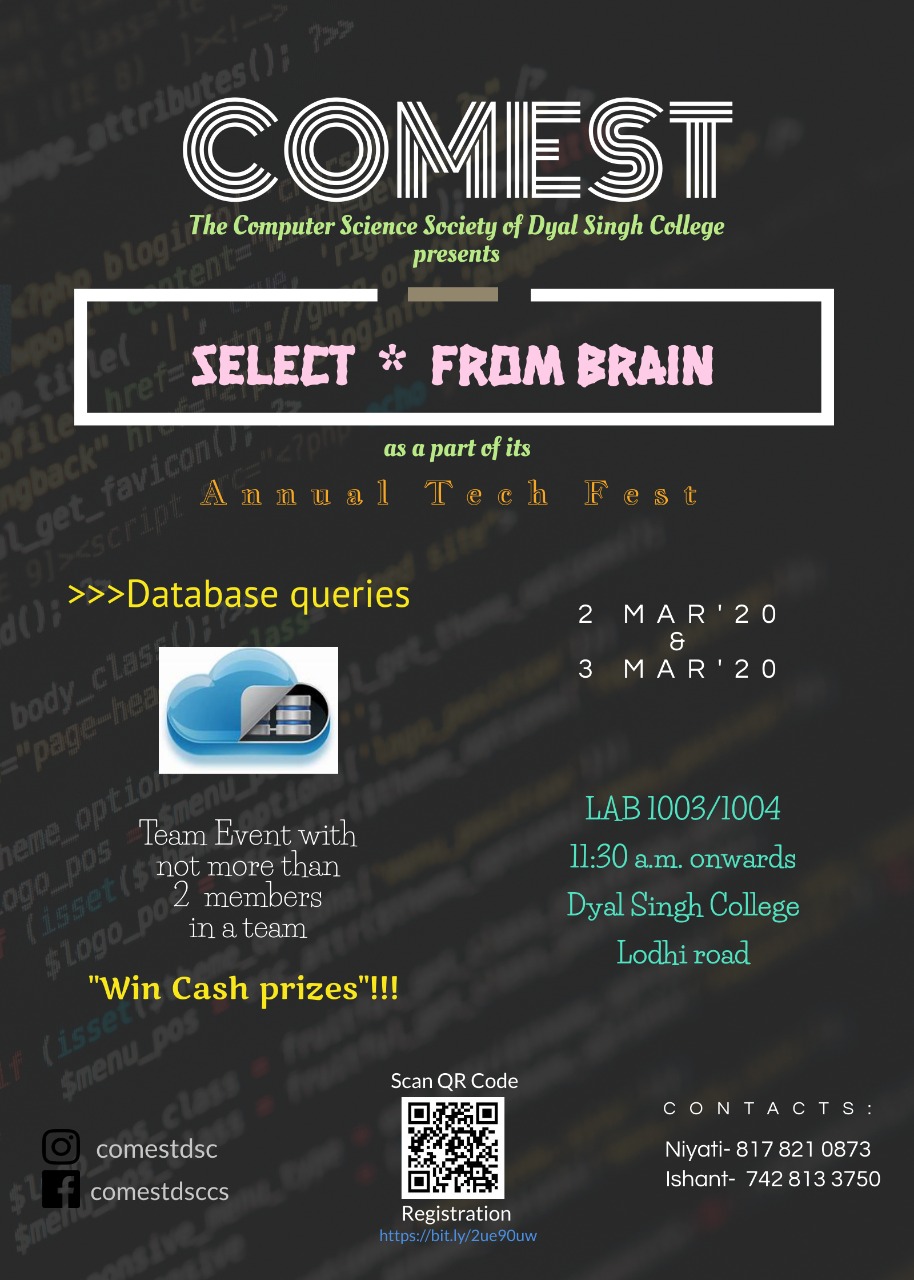 COMEST
The Computer Science Society of Dyal Singh College
presents
SELECT * FROM BRAIN
as a part of its
Annual Tech Fest
>>>Database queries
2 MAR'20
&
3 MAR'20
Team Event with
not more than
2 members
in a team
"Win Cash prizes"!!!
LAB 1003/1004
11:30 a.m. onwards
Dyal Singh College
Lodhi road
comestdsc
comestdsccs
Scan QR Code
Registration
https://bit.ly/2ue90uw
CONTACTS:
Niyati- 817 821 0873
Ishant- 742 813 3750